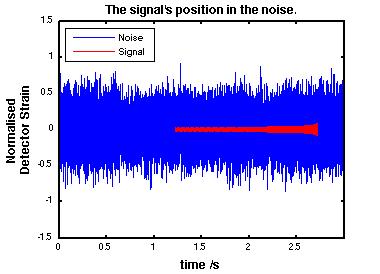 The signal's position in the noise.
1.5
Noise
Signal
1
0.5
0
-0.5
-1
-1.5
Normalised
Detector Strain
0 0.5 1 1.5 2 2.5
time /s